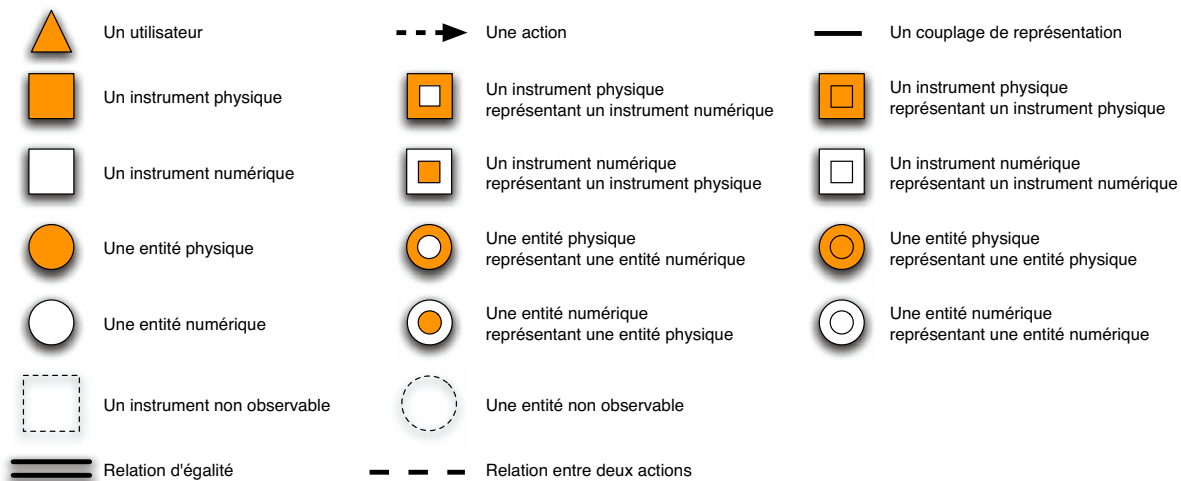 Un utilisateur
Une action
Un couplage de représentation
Un instrument physique
Un instrument physique
représentant un instrument numérique
Un instrument physique
représentant un instrument physique
Un instrument numérique
Un instrument numérique
représentant un instrument physique
Un instrument numérique
représentant un instrument numérique
Une entité physique
Une entité physique
représentant une entité numérique
Une entité physique
représentant une entité physique
Une entité numérique
Une entité numérique
représentant une entité physique
Une entité numérique
représentant une entité numérique
Un instrument non observable
Une entité non observable
Relation d'égalité
Relation entre deux actions